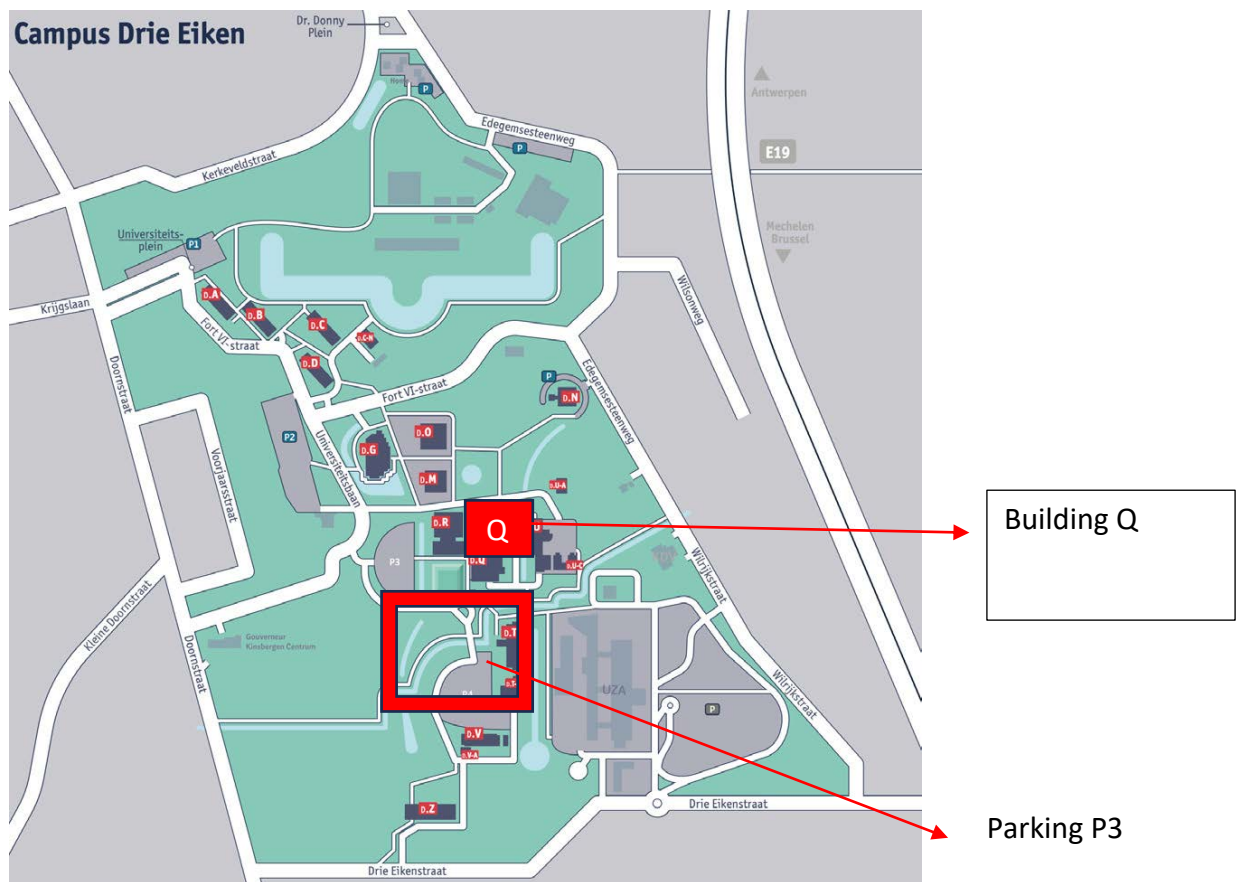 Campus Drie Eiken
Dr. Donny
Plein
Home
P
Antwerpen
Edegemsesteenweg
P
E19
Kerkeveldstraat
Universiteits-
plein
P1
Mechelen
Brussel
Krijgslaan
D.A
D.B
D.C
D.C-H
Wilsonweg
Fort VI-straat
D.D
Doornstraat
Fort VI-straat
Edegemsesteenweg
P
D.N
P2
D.O
D.G
Universiteitsbaan
Voorjaarsstraat
D.M
D.U-A
D.R
Q
U
Building Q
P3
D.Q
D.U-C
Wilrijkstraat
Kleine Doornstraat
Doornstraat
Gouverneur
Kinsbergen Centrum
D.T
UZA
Wilrijkstraat
P4
P
D.V
D.V-A
D.Z
Drie Eikenstraat
Parking P3
Drie Eikenstraat